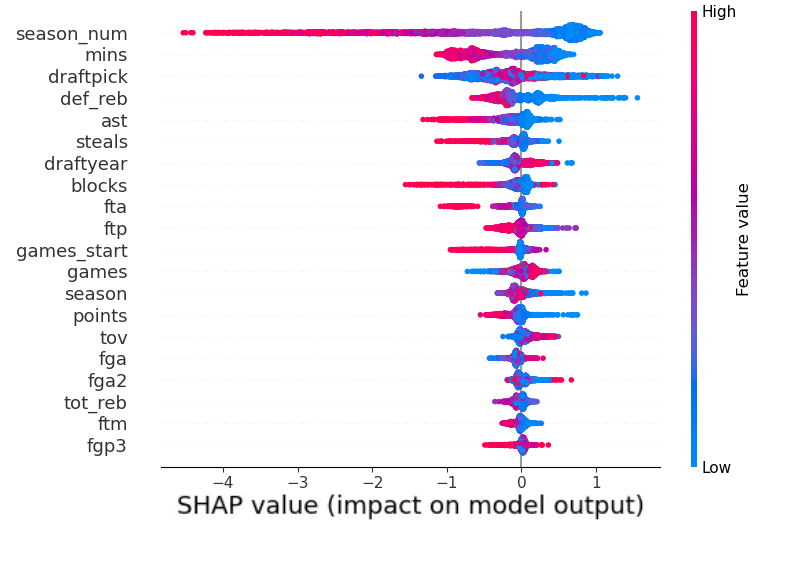 High
season_num
mins
draftpick
def_reb
ast
steals
draftyear
blocks
fta
ftp
games_start
games
season
points
tov
fga
fga2
tot_reb
ftm
fgp3
Feature value
Low
−4 −3 −2 −1 0 1
SHAP value (impact on model output)